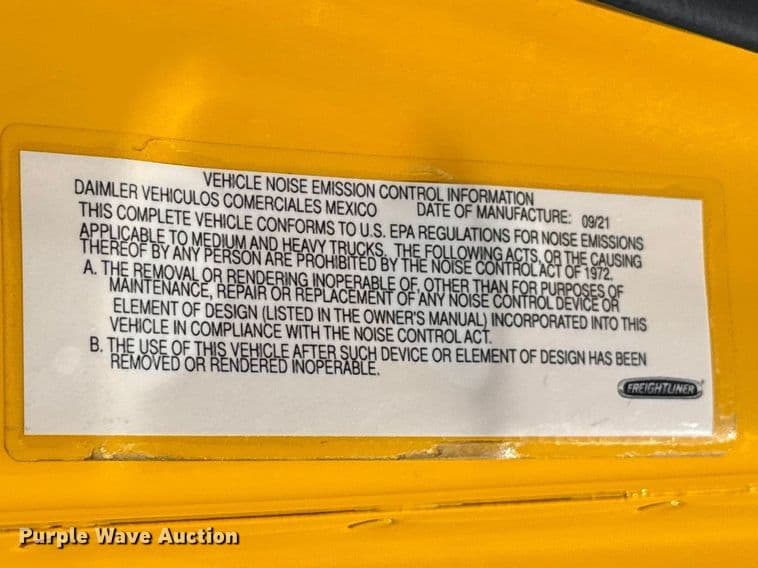 VEHICLE NOISE EMISSION CONTROL INFORMATION
DAIMLER VEHICULOS COMERCIALES MEXICO DATE OF MANUFACTURE: 09/21
THIS COMPLETE VEHICLE CONFORMS TO U.S. EPA REGULATIONS FOR NOISE EMISSIONS
APPLICABLE TO MEDIUM AND HEAVY TRUCKS. THE FOLLOWING ACTS, OR THE CAUSING
THEREOF BY ANY PERSON ARE PROHIBITED BY THE NOISE CONTROL ACT OF 1972.
A. THE REMOVAL OR RENDERING INOPERABLE OF, OTHER THAN FOR PURPOSES OF
MAINTENANCE, REPAIR OR REPLACEMENT OF ANY NOISE CONTROL DEVICE OR
ELEMENT OF DESIGN (LISTED IN THE OWNER'S MANUAL) INCORPORATED INTO THIS
VEHICLE IN COMPLIANCE WITH THE NOISE CONTROL ACT.
B. THE USE OF THIS VEHICLE AFTER SUCH DEVICE OR ELEMENT OF DESIGN HAS BEEN
REMOVED OR RENDERED INOPERABLE.
FREIGHTLINER
Purple Wave Auction